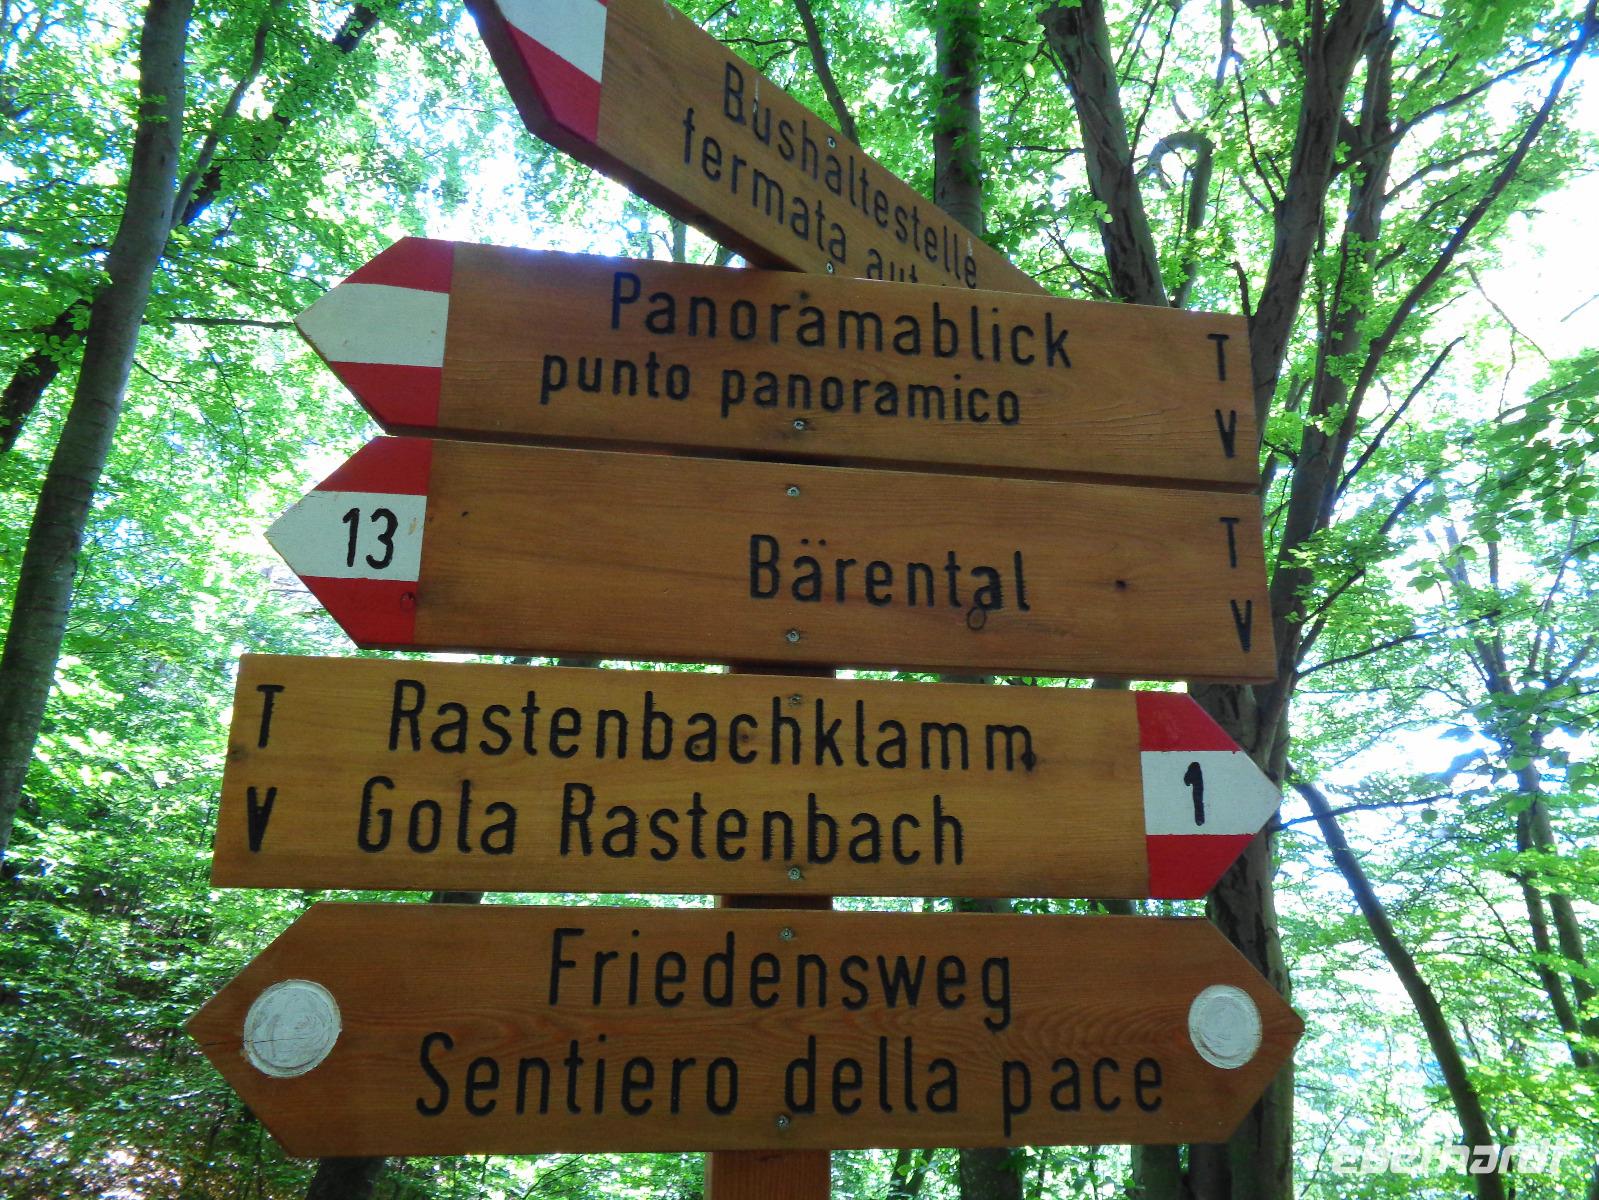 Bushaltestelle
fermata
Panoramablick T
punto panoramico V
13 Bärental T
V
T Rastenbachklamm
V Gola Rastenbach 1
Friedensweg
Sentiero della pace
eberhardt